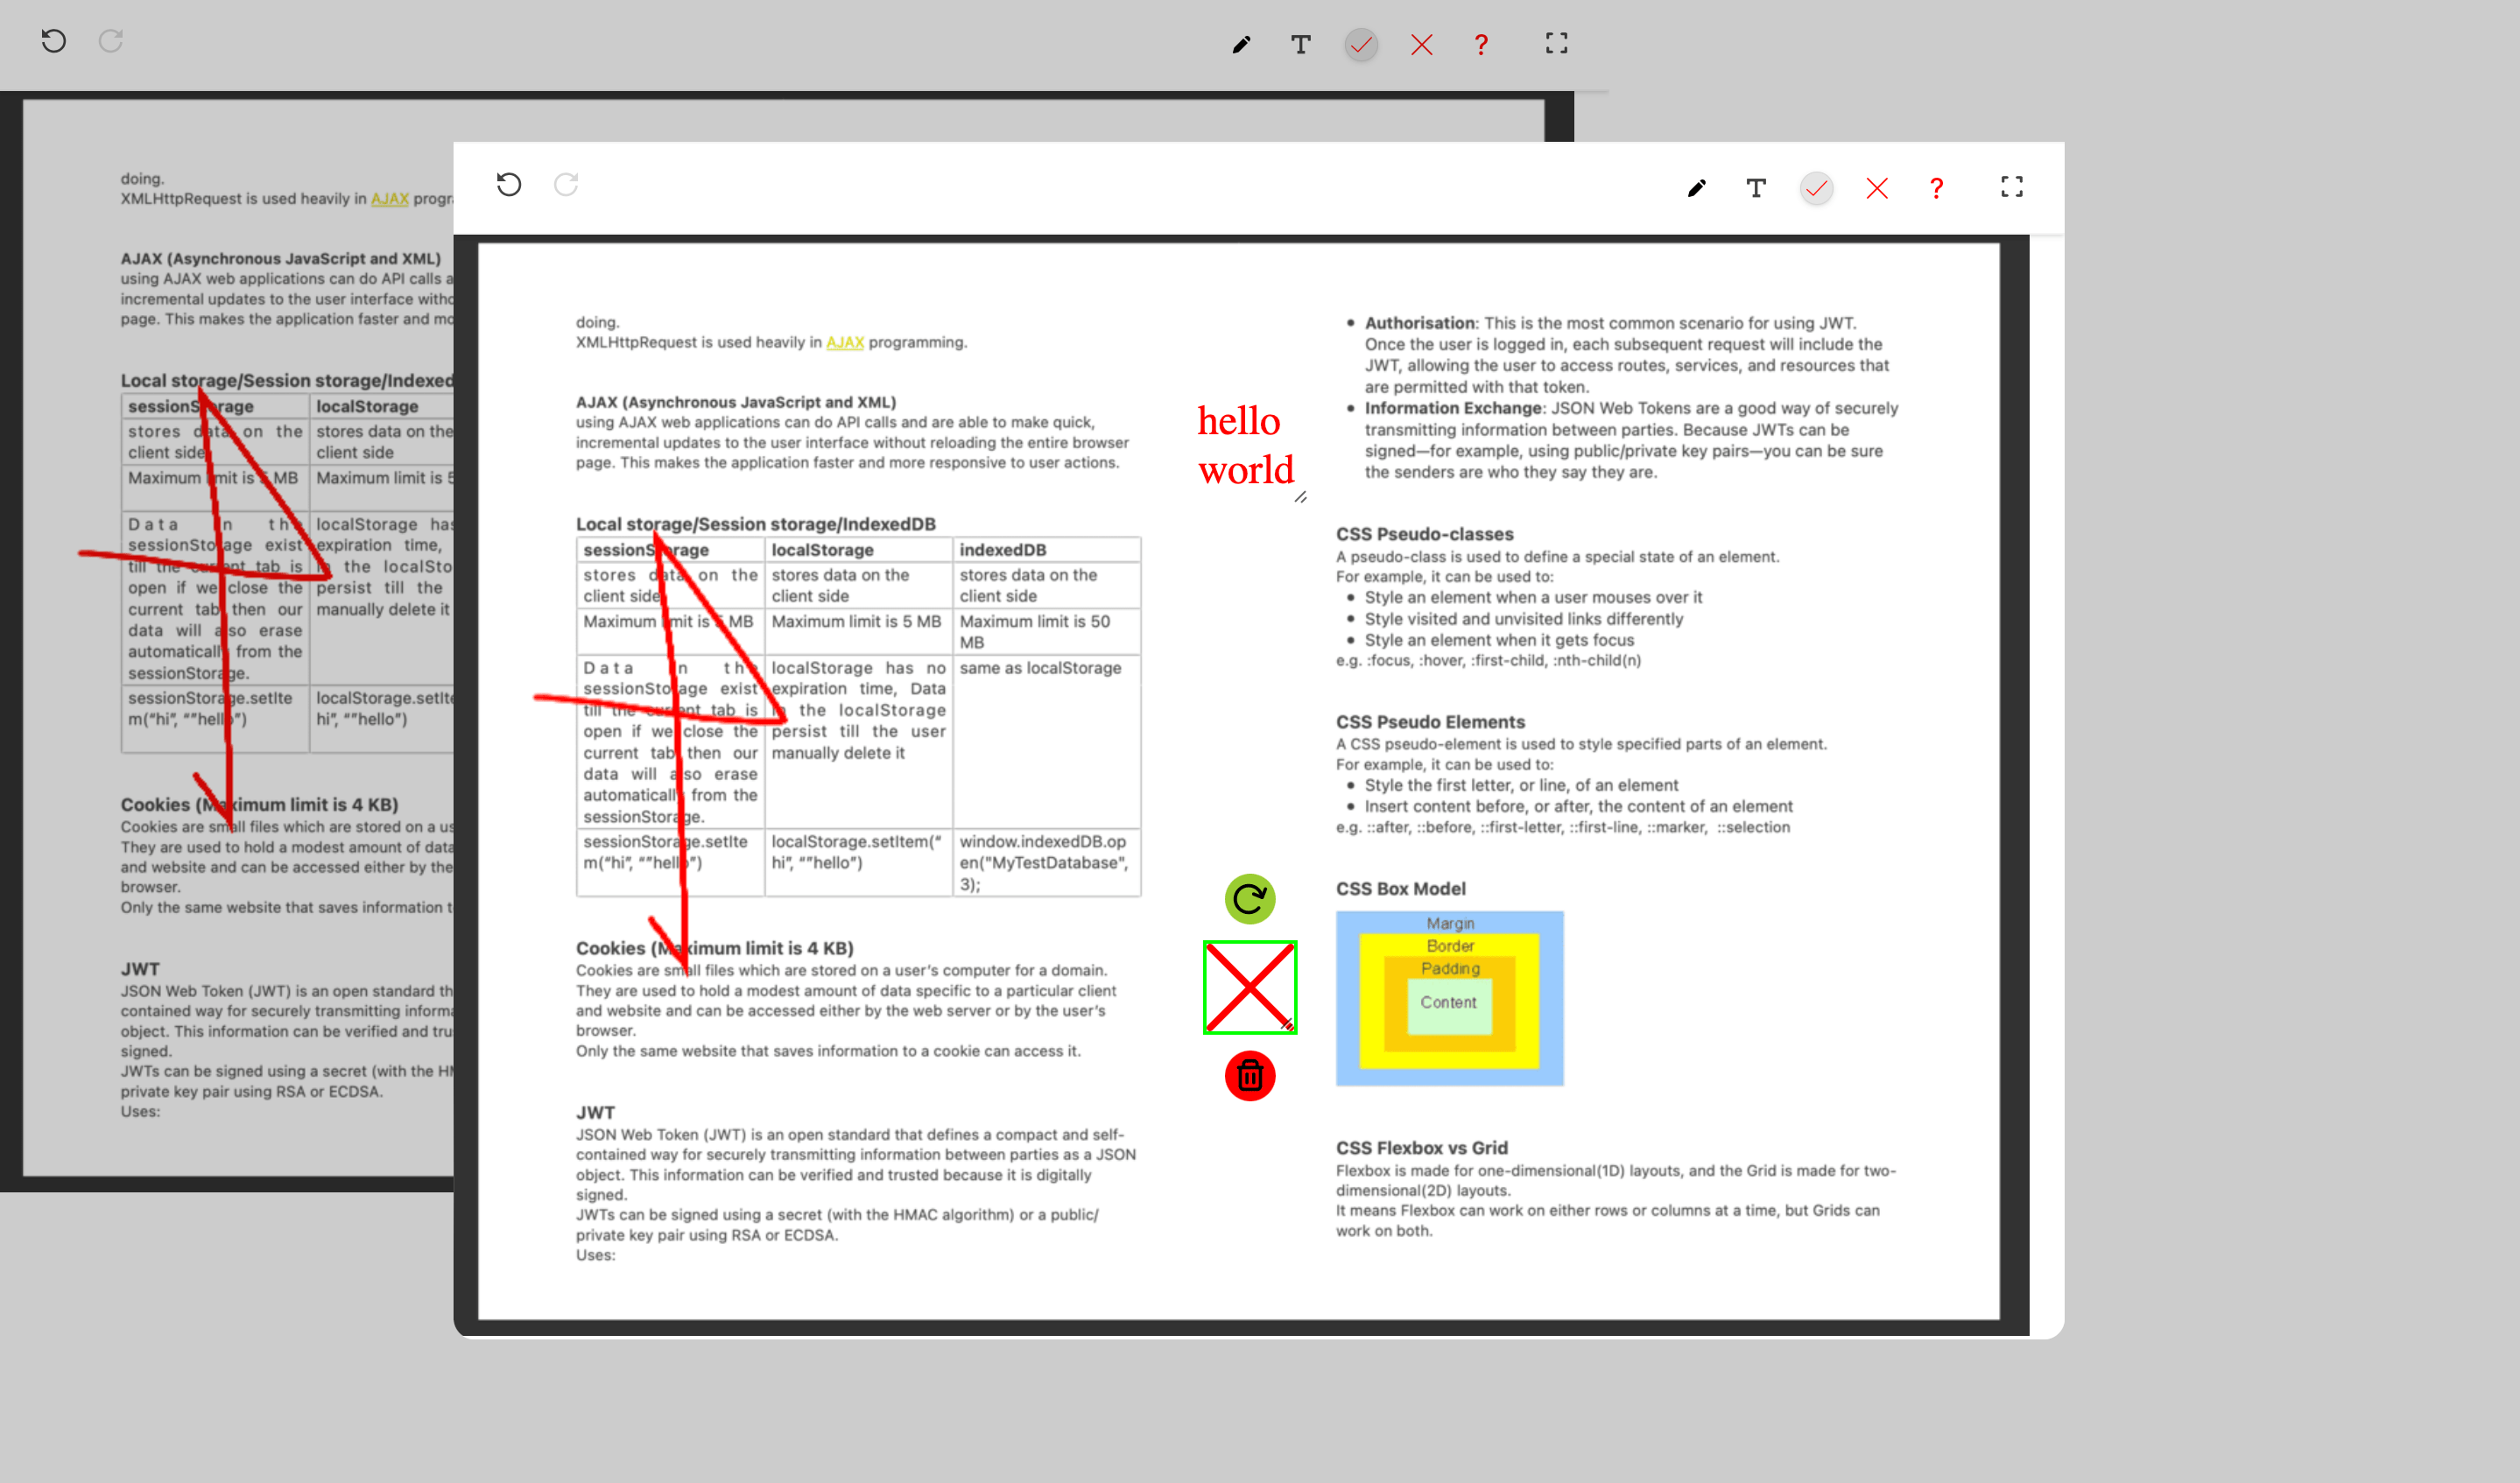 T ?
doing.
XMLHttpRequest is used heavily in AJAX progr
AJAX (Asynchronous JavaScript and XML)
using AJAX web applications can do API calls a
incremental updates to the user interface witho
page. This makes the application faster and mo
Local storage/Session storage/Indexed
sessionStorage
localStorage
stores data on the
client side
stores data on the
client side
Maximum limit is 5 MB
Maximum limit is 5
Data in the
sessionStorage exist
till the current tab is
open if we close the
current tab then our
data will also erase
automatically from the
sessionStorage.
localStorage has
expiration time,
in the localSto
persist till the
manually delete it
sessionStorage.setIte
m(“hi”, “”hello”)
localStorage.setIte
hi”, “”hello”)
Cookies (Maximum limit is 4 KB)
Cookies are small files which are stored on a us
They are used to hold a modest amount of data
and website and can be accessed either by the
browser.
Only the same website that saves information t
JWT
JSON Web Token (JWT) is an open standard th
contained way for securely transmitting informa
object. This information can be verified and tru
signed.
JWTs can be signed using a secret (with the HM
private key pair using RSA or ECDSA.
Uses:
T ?
doing.
XMLHttpRequest is used heavily in AJAX programming.
AJAX (Asynchronous JavaScript and XML)
using AJAX web applications can do API calls and are able to make quick,
incremental updates to the user interface without reloading the entire browser
page. This makes the application faster and more responsive to user actions.
Local storage/Session storage/IndexedDB
sessionStorage
localStorage
indexedDB
stores data on the
client side
stores data on the
client side
stores data on the
client side
Maximum limit is 5 MB
Maximum limit is 5 MB
Maximum limit is 50
MB
Data in the
sessionStorage exist
till the current tab is
open if we close the
current tab then our
data will also erase
automatically from the
sessionStorage.
localStorage has no
expiration time, Data
in the localStorage
persist till the user
manually delete it
same as localStorage
sessionStorage.setIte
m(“hi”, “”hello”)
localStorage.setItem(“
hi”, “”hello”)
window.indexedDB.op
en("MyTestDatabase",
3);
Cookies (Maximum limit is 4 KB)
Cookies are small files which are stored on a user’s computer for a domain.
They are used to hold a modest amount of data specific to a particular client
and website and can be accessed either by the web server or by the user’s
browser.
Only the same website that saves information to a cookie can access it.
JWT
JSON Web Token (JWT) is an open standard that defines a compact and self-
contained way for securely transmitting information between parties as a JSON
object. This information can be verified and trusted because it is digitally
signed.
JWTs can be signed using a secret (with the HMAC algorithm) or a public/
private key pair using RSA or ECDSA.
Uses:
hello
world
• Authorisation: This is the most common scenario for using JWT.
Once the user is logged in, each subsequent request will include the
JWT, allowing the user to access routes, services, and resources that
are permitted with that token.
• Information Exchange: JSON Web Tokens are a good way of securely
transmitting information between parties. Because JWTs can be
signed—for example, using public/private key pairs—you can be sure
the senders are who they say they are.
CSS Pseudo-classes
A pseudo-class is used to define a special state of an element.
For example, it can be used to:
• Style an element when a user mouses over it
• Style visited and unvisited links differently
• Style an element when it gets focus
e.g. :focus, :hover, :first-child, :nth-child(n)
CSS Pseudo Elements
A CSS pseudo-element is used to style specified parts of an element.
For example, it can be used to:
• Style the first letter, or line, of an element
• Insert content before, or after, the content of an element
e.g. ::after, ::before, ::first-letter, ::first-line, ::marker, ::selection
CSS Box Model
Margin
Border
Padding
Content
CSS Flexbox vs Grid
Flexbox is made for one-dimensional(1D) layouts, and the Grid is made for two-
dimensional(2D) layouts.
It means Flexbox can work on either rows or columns at a time, but Grids can
work on both.